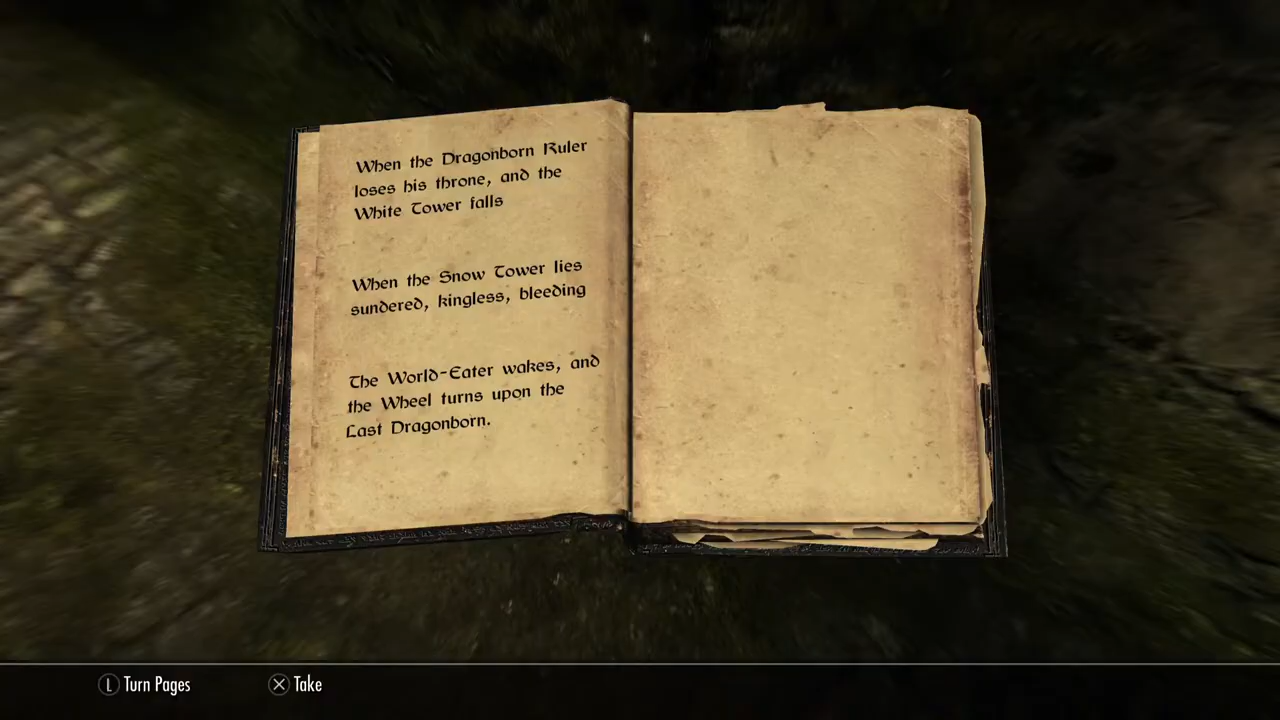 When the Dragonborn Ruler
loses his throne, and the
White Tower falls
When the Snow Tower lies
sundered, kingless, bleeding
The World-Eater wakes, and
the Wheel turns upon the
Last Dragonborn.
L Turn Pages
X Take